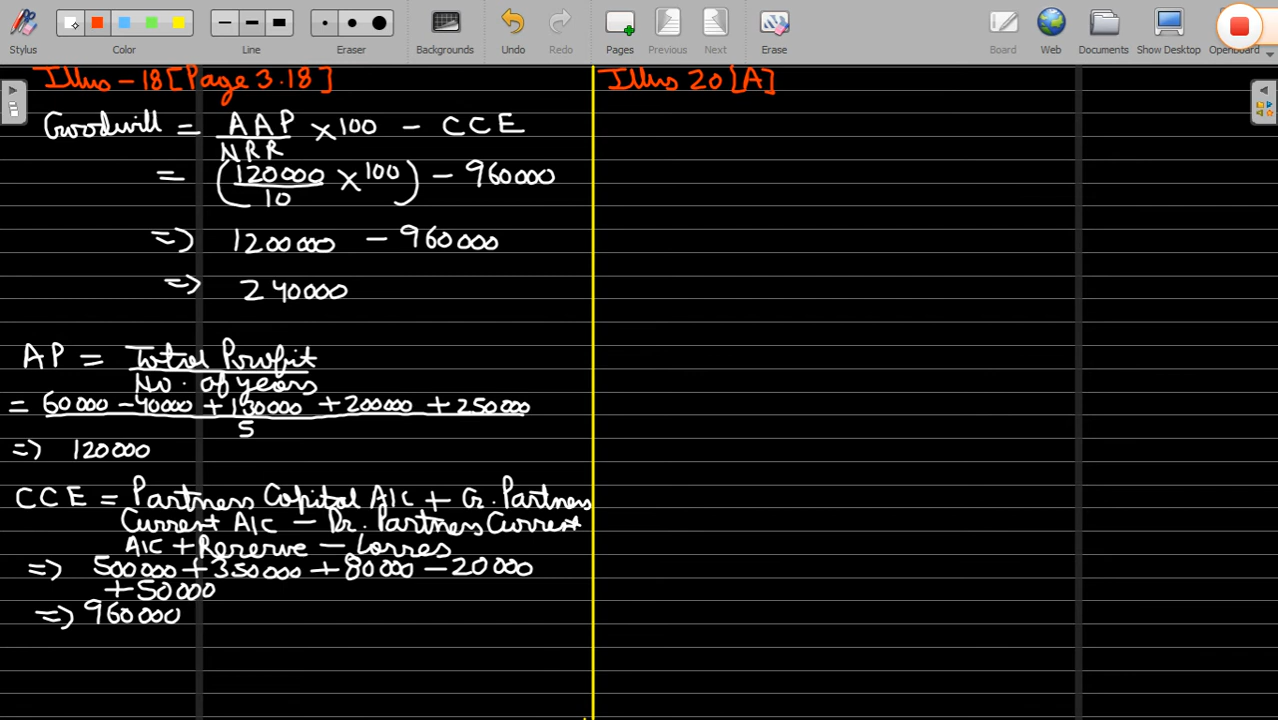 Stylus
Color
Line
Eraser
Backgrounds
Undo
Redo
Pages
Previous
Next
Erase
Board
Web
Documents
Show Desktop
Openboard
Illus - 18 [Page 3.18]
Goodwill = AAP / NRR × 100 - CCE
= (120000 / 10 × 100) - 960000
=> 1200000 - 960000
=> 240000
AP = Total Profit / No. of years
= 60000 - 40000 + 130000 + 200000 + 250000 / 5
=> 120000
CCE = Partners Capital A/C + Cr. Partners
Current A/C - Dr. Partners Current
A/C + Reserve - Losses
=> 500000 + 350000 + 80000 - 20000
+ 50000
=> 960000
Illus 20 [A]